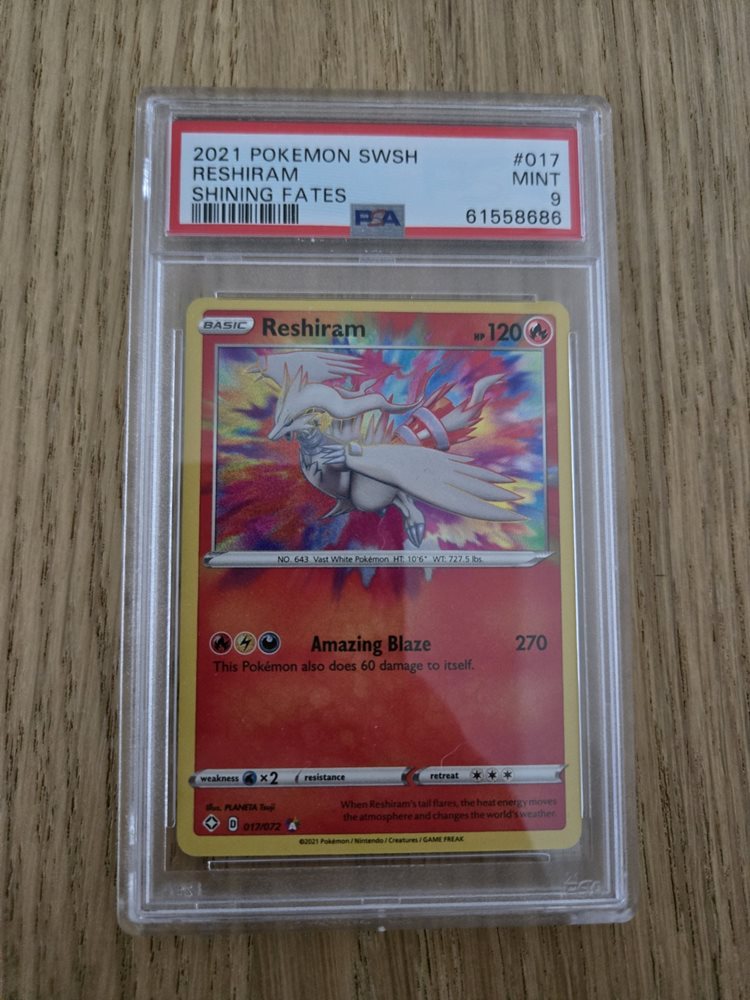 2021 POKEMON SWSH #017
RESHIRAM MINT
SHINING FATES 9
PSA 61558686
BASIC Reshiram HP 120
NO. 643 Vast White Pokémon HT: 10'6" WT: 727.5 lbs.
Amazing Blaze 270
This Pokémon also does 60 damage to itself.
weakness ×2 resistance retreat
Illus. PLANETA Tsuji
When Reshiram's tail flares, the heat energy moves
the atmosphere and changes the world's weather.
D 017/072 A
©2021 Pokémon / Nintendo / Creatures / GAME FREAK